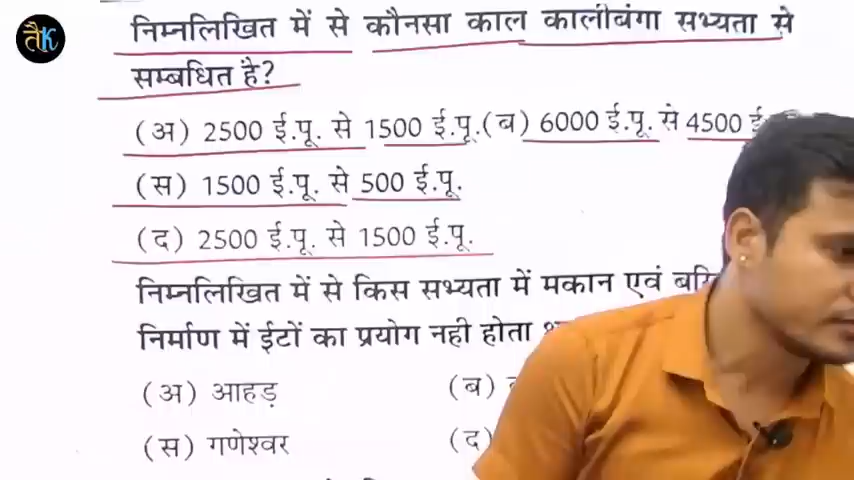 तैK
निम्नलिखित में से कौनसा काल कालीबंगा सभ्यता से
सम्बधित है?
(अ) 2500 ई.पू. से 1500 ई.पू.(ब) 6000 ई.पू. से 4500
(स) 1500 ई.पू. से 500 ई.पू.
(द) 2500 ई.पू. से 1500 ई.पू.
निम्नलिखित में से किस सभ्यता में मकान एवं
निर्माण में ईटों का प्रयोग नही होता
(अ) आहड़ (ब)
(स) गणेश्वर (द)